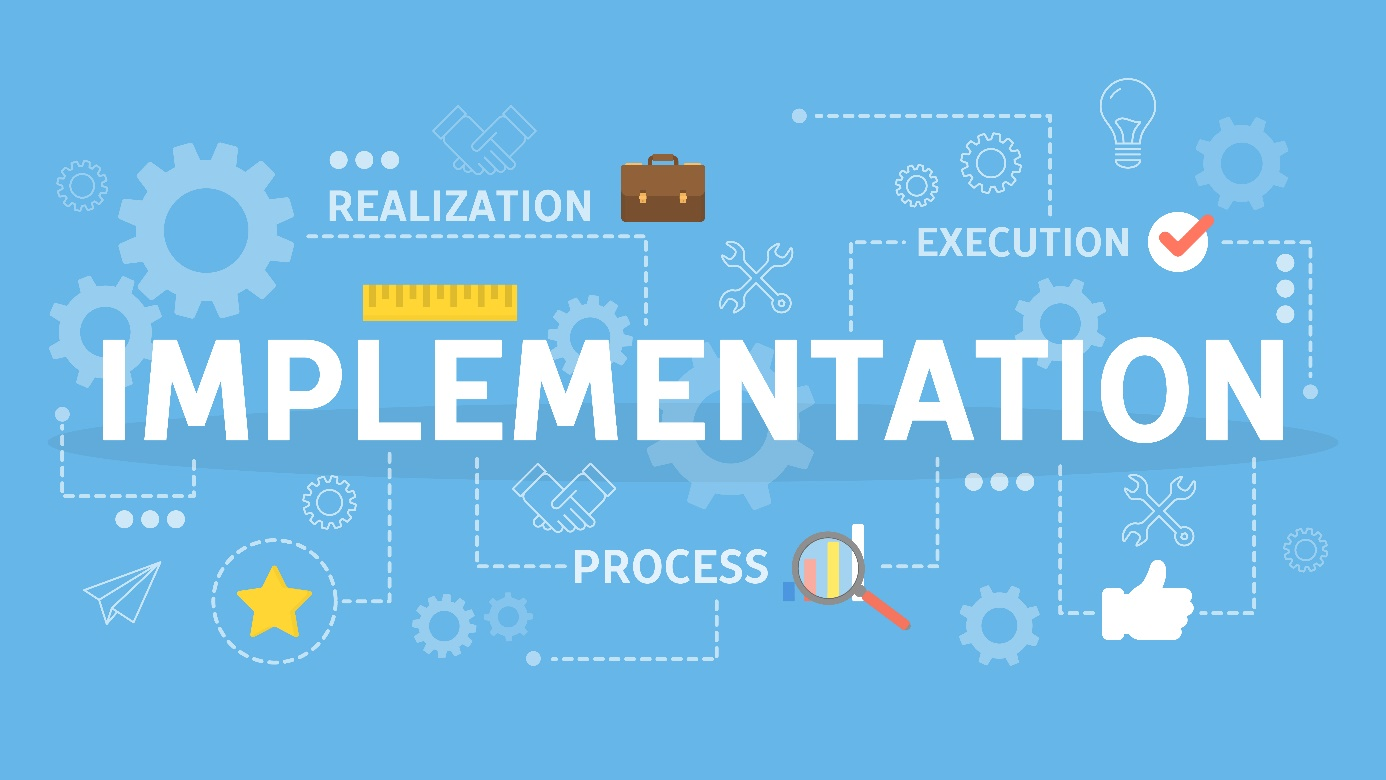 REALIZATION
EXECUTION
IMPLEMENTATION
PROCESS